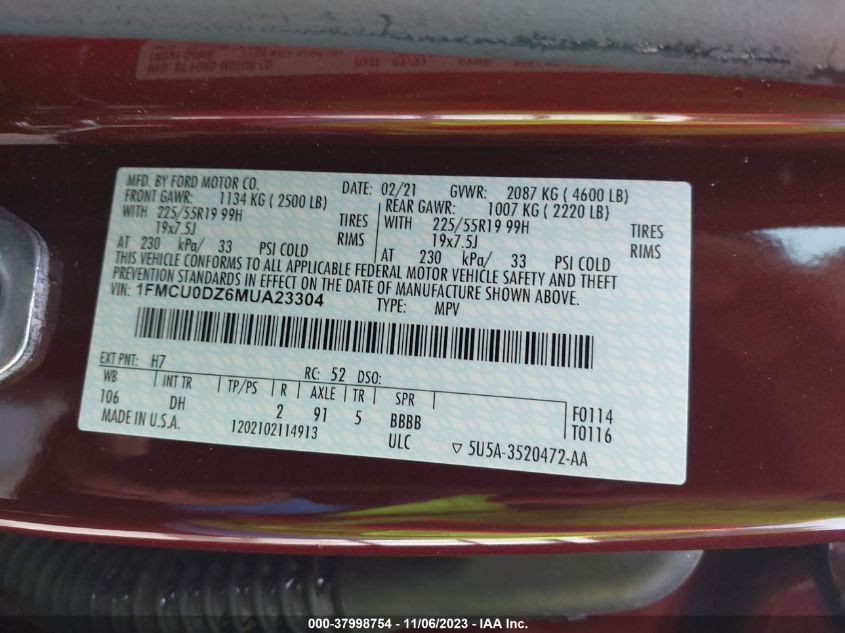 MFD. BY FORD MOTOR CO.
DATE: 02/21 GVWR: 2087 KG ( 4600 LB)
FRONT GAWR: 1134 KG ( 2500 LB)
WITH 225/55R19 99H TIRES
19x7.5J RIMS
AT 230 kPa/ 33 PSI COLD
REAR GAWR: 1007 KG ( 2220 LB)
WITH 225/55R19 99H TIRES
19x7.5J RIMS
AT 230 kPa/ 33 PSI COLD
THIS VEHICLE CONFORMS TO ALL APPLICABLE FEDERAL MOTOR VEHICLE SAFETY AND THEFT
PREVENTION STANDARDS IN EFFECT ON THE DATE OF MANUFACTURE SHOWN ABOVE.
VIN: 1FMCU0DZ6MUA23304 TYPE: MPV
EXT PNT: H7 RC: 52 DSO:
WB INT TR TP/PS R AXLE TR SPR
106 DH 2 91 5 BBBB
F0114
T0116
MADE IN U.S.A. 1202102114913 ULC
▽ 5U5A-3520472-AA
000-37998754 - 11/06/2023 - IAA Inc.